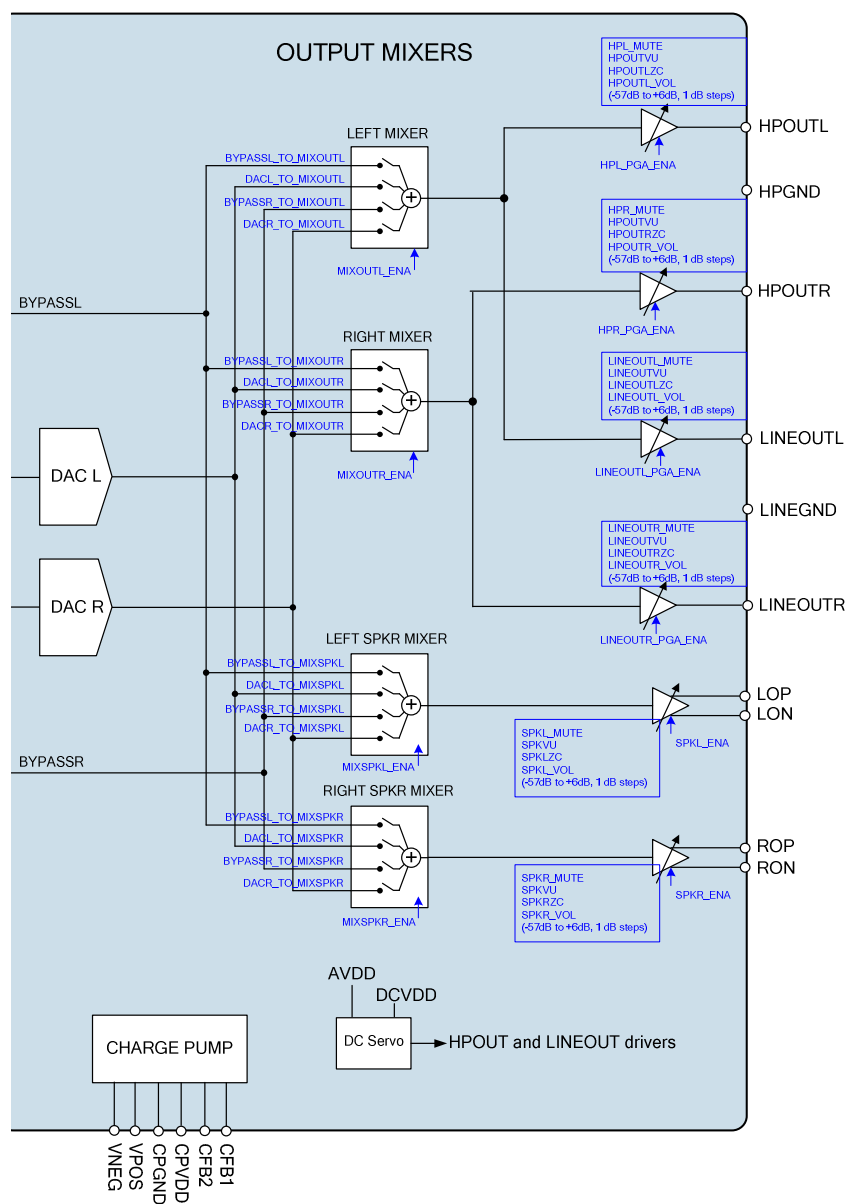 OUTPUT MIXERS
HPL_MUTE
HPOUTVU
HPOUTLZC
HPOUTL_VOL
(-57dB to +6dB, 1 dB steps)
HPOUTL
HPL_PGA_ENA
LEFT MIXER
BYPASSL_TO_MIXOUTL
DACL_TO_MIXOUTL
BYPASSR_TO_MIXOUTL
DACR_TO_MIXOUTL
+
MIXOUTL_ENA
HPGND
HPR_MUTE
HPOUTVU
HPOUTRZC
HPOUTR_VOL
(-57dB to +6dB, 1 dB steps)
HPOUTR
HPR_PGA_ENA
BYPASSL
RIGHT MIXER
BYPASSL_TO_MIXOUTR
DACL_TO_MIXOUTR
BYPASSR_TO_MIXOUTR
DACR_TO_MIXOUTR
+
MIXOUTR_ENA
LINEOUTL_MUTE
LINEOUTVU
LINEOUTLZC
LINEOUTL_VOL
(-57dB to +6dB, 1 dB steps)
LINEOUTL
LINEOUTL_PGA_ENA
DAC L
LINEGND
LINEOUTR_MUTE
LINEOUTVU
LINEOUTRZC
LINEOUTR_VOL
(-57dB to +6dB, 1 dB steps)
LINEOUTR
LINEOUTR_PGA_ENA
DAC R
LEFT SPKR MIXER
BYPASSL_TO_MIXSPKL
DACL_TO_MIXSPKL
BYPASSR_TO_MIXSPKL
DACR_TO_MIXSPKL
+
MIXSPKL_ENA
LOP
LON
SPKL_ENA
SPKL_MUTE
SPKVU
SPKLZC
SPKL_VOL
(-57dB to +6dB, 1 dB steps)
BYPASSR
RIGHT SPKR MIXER
BYPASSL_TO_MIXSPKR
DACL_TO_MIXSPKR
BYPASSR_TO_MIXSPKR
DACR_TO_MIXSPKR
+
MIXSPKR_ENA
ROP
RON
SPKR_ENA
SPKR_MUTE
SPKVU
SPKRZC
SPKR_VOL
(-57dB to +6dB, 1 dB steps)
AVDD
DCVDD
DC Servo
HPOUT and LINEOUT drivers
CHARGE PUMP
VNEG
VPOS
CPGND
CPVDD
CFB2
CFB1